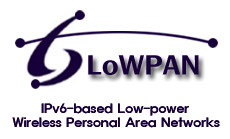 6LoWPAN
IPv6-based Low-power
Wireless Personal Area Networks